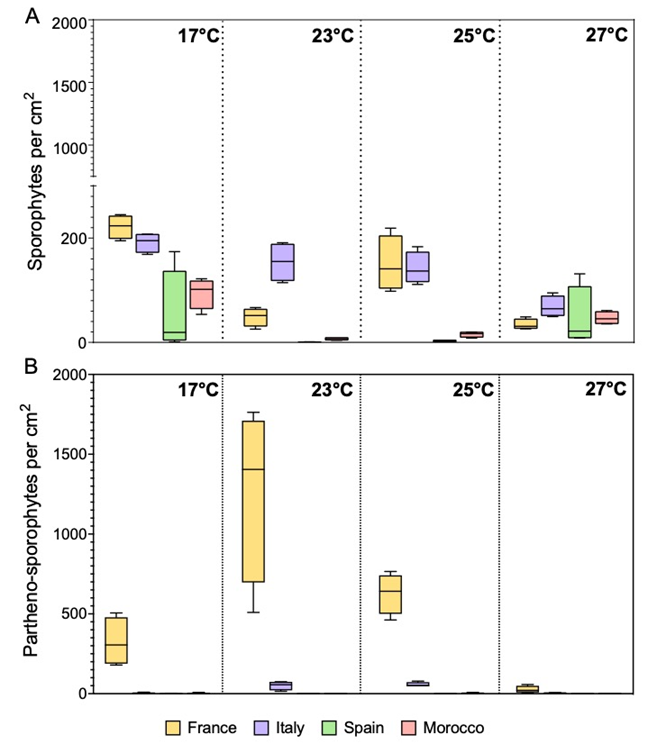 A
2000
17°C 23°C 25°C 27°C
1500
1000
200
0
Sporophytes per cm²
B
2000
17°C 23°C 25°C 27°C
1500
1000
500
0
Partheno-sporophytes per cm²
France Italy Spain Morocco